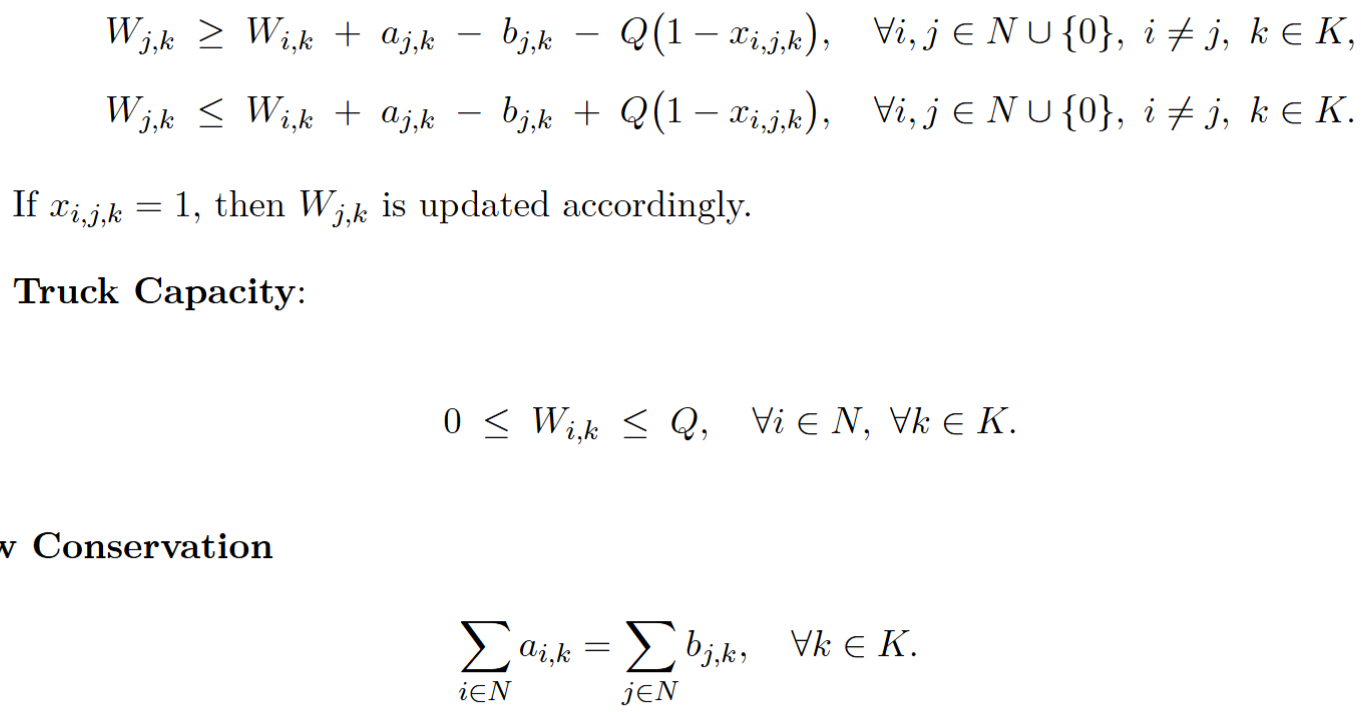 W_{j,k} ≥ W_{i,k} + a_{j,k} − b_{j,k} − Q(1 − x_{i,j,k}), ∀i, j ∈ N ∪ {0}, i ≠ j, k ∈ K,
W_{j,k} ≤ W_{i,k} + a_{j,k} − b_{j,k} + Q(1 − x_{i,j,k}), ∀i, j ∈ N ∪ {0}, i ≠ j, k ∈ K.
If x_{i,j,k} = 1, then W_{j,k} is updated accordingly.
Truck Capacity:
0 ≤ W_{i,k} ≤ Q, ∀i ∈ N, ∀k ∈ K.
w Conservation
∑_{i∈N} a_{i,k} = ∑_{j∈N} b_{j,k}, ∀k ∈ K.